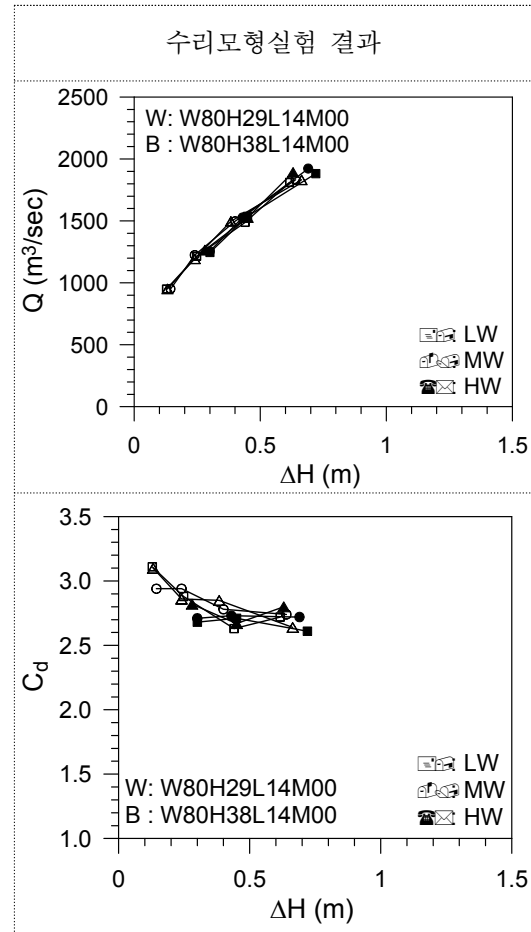 수리모형실험 결과
2500
2000
1500
1000
500
0
Q (m³/sec)
W: W80H29L14M00
B : W80H38L14M00
LW
MW
HW
0 0.5 1 1.5
ΔH (m)
3.5
3.0
2.5
2.0
1.5
1.0
C_d
W: W80H29L14M00
B : W80H38L14M00
LW
MW
HW
0 0.5 1 1.5
ΔH (m)